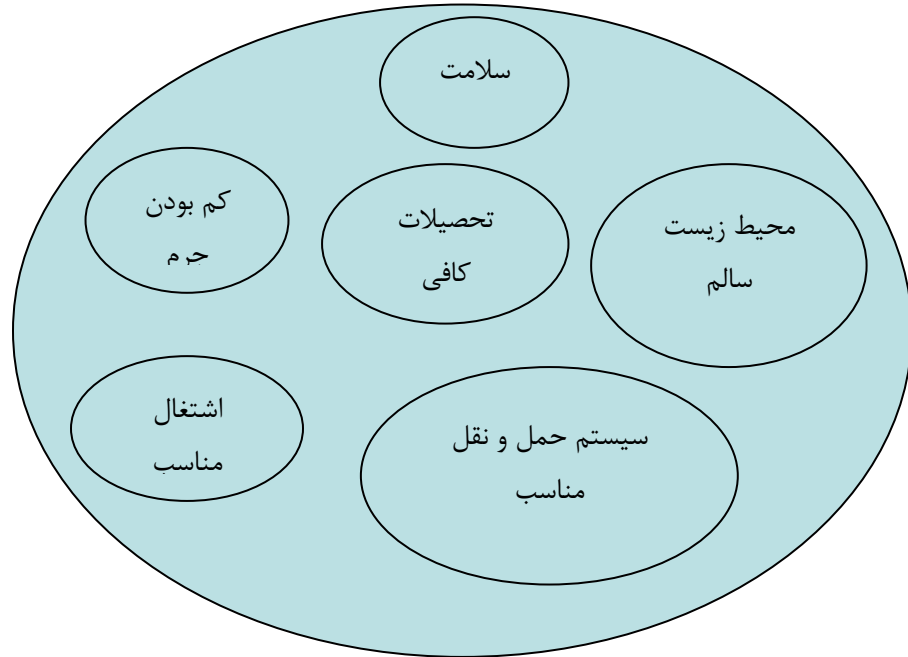 سلامت
کم بودن
جرم
تحصیلات
کافی
محیط زیست
سالم
اشتغال
مناسب
سیستم حمل و نقل
مناسب